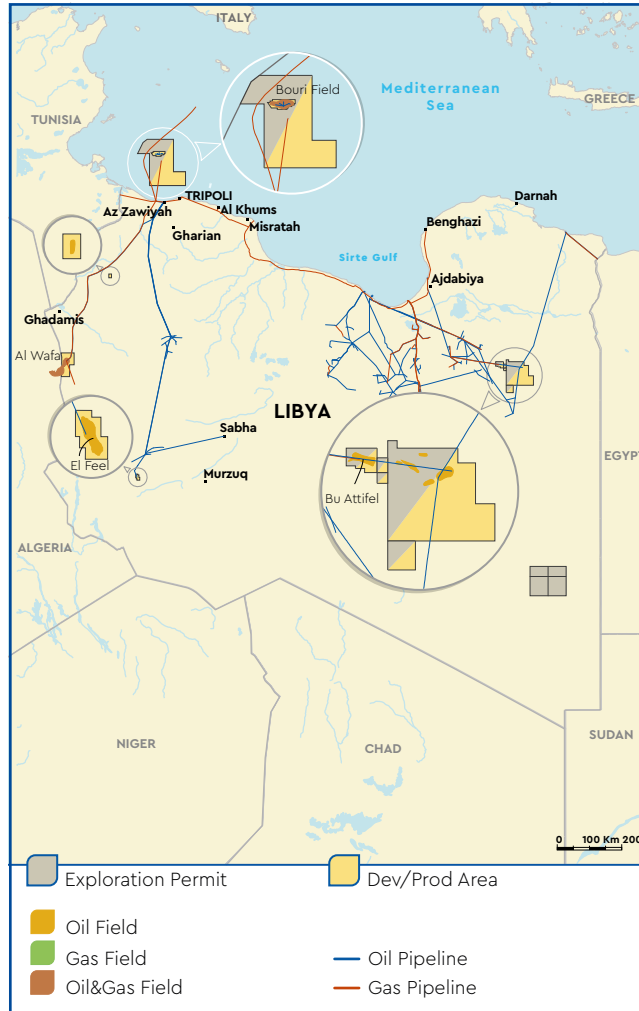 ITALY
Bouri Field
Mediterranean
Sea
GREECE
TUNISIA
TRIPOLI
Az Zawiyah
Al Khums
Misratah
Gharian
Darnah
Benghazi
Sirte Gulf
Ajdabiya
Ghadamis
Al Wafa
LIBYA
Sabha
El Feel
Murzuq
Bu Attifel
EGYPT
ALGERIA
NIGER
CHAD
SUDAN
0 100 Km 200
Exploration Permit
Dev/Prod Area
Oil Field
Gas Field
Oil&Gas Field
Oil Pipeline
Gas Pipeline